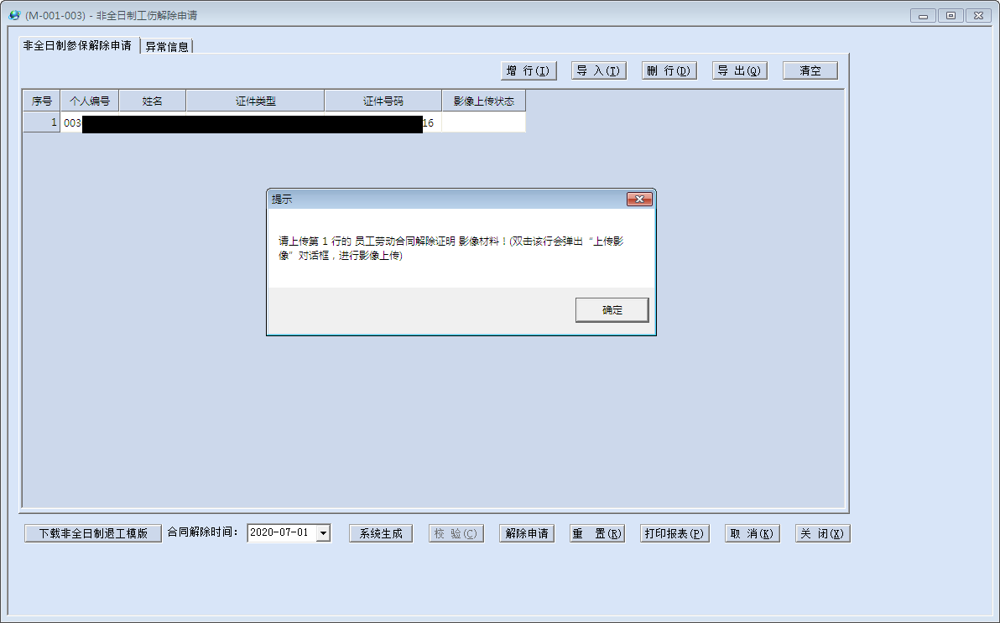 (M-001-003) - 非全日制工伤解除申请
非全日制参保解除申请 异常信息
增 行(I) 导 入(T) 删 行(D) 导 出(Q) 清空
序号 个人编号 姓名 证件类型 证件号码 影像上传状态
1 003 16
提示
请上传第 1 行的 员工劳动合同解除证明 影像材料！(双击该行会弹出“上传影
像”对话框，进行影像上传)
确定
下载非全日制退工模版 合同解除时间： 2020-07-01 系统生成 校 验(C) 解除申请 重 置(R) 打印报表(P) 取 消(K) 关 闭(X)